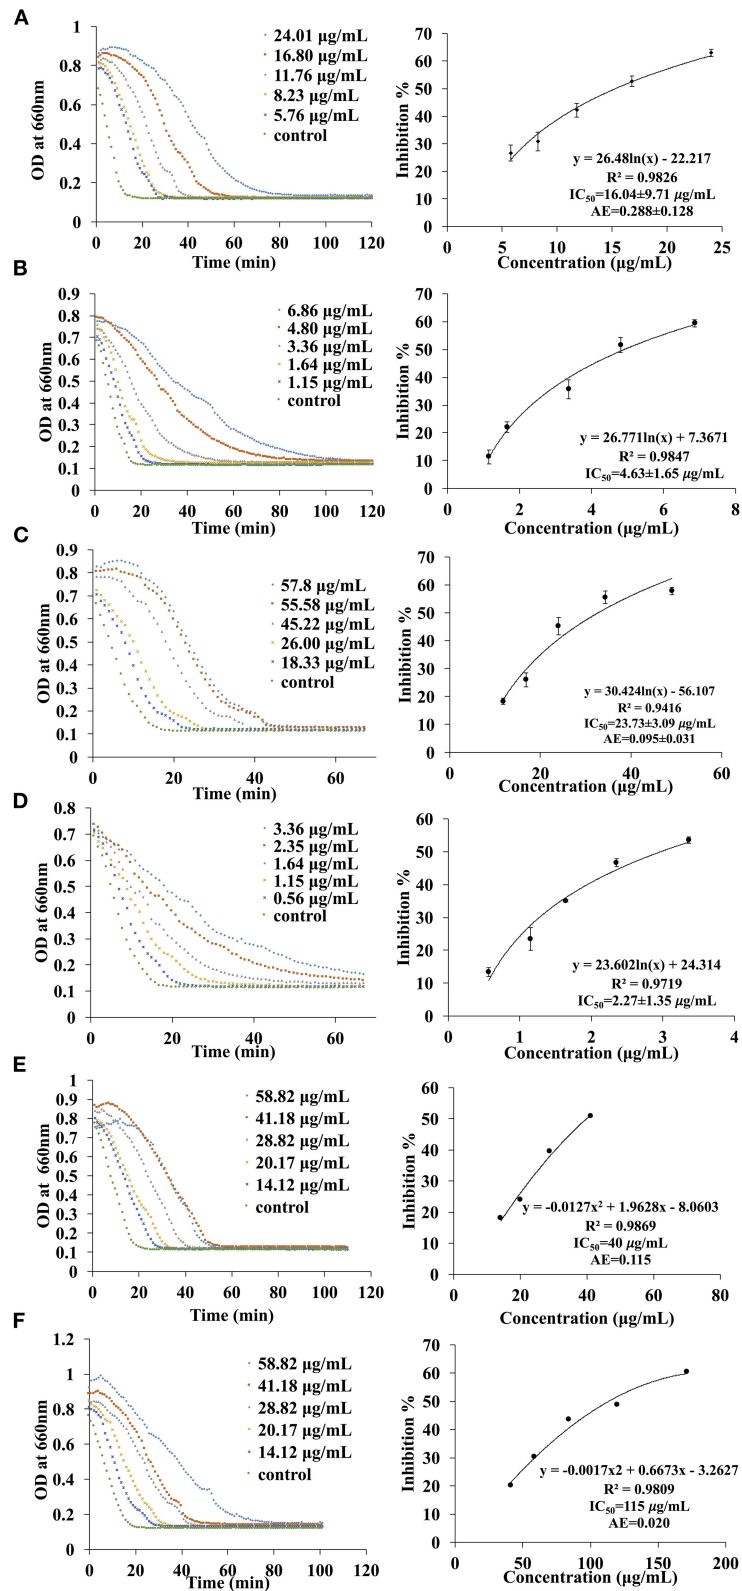 A
OD at 660nm
1
0.8
0.6
0.4
0.2
0
0 20 40 60 80 100 120
Time (min)
24.01 µg/mL
16.80 µg/mL
11.76 µg/mL
8.23 µg/mL
5.76 µg/mL
control
Inhibition %
70
60
50
40
30
20
10
0
0 5 10 15 20 25
Concentration (µg/mL)
y = 26.48ln(x) - 22.217
R² = 0.9826
IC50=16.04±9.71 µg/mL
AE=0.288±0.128
B
OD at 660nm
0.9
0.8
0.7
0.6
0.5
0.4
0.3
0.2
0.1
0
0 20 40 60 80 100 120
Time (min)
6.86 µg/mL
4.80 µg/mL
3.36 µg/mL
1.64 µg/mL
1.15 µg/mL
control
Inhibition %
70
60
50
40
30
20
10
0
0 2 4 6 8
Concentration (µg/mL)
y = 26.771ln(x) + 7.3671
R² = 0.9847
IC50=4.63±1.65 µg/mL
C
OD at 660nm
0.9
0.8
0.7
0.6
0.5
0.4
0.3
0.2
0.1
0
0 20 40 60
Time (min)
57.8 µg/mL
55.58 µg/mL
45.22 µg/mL
26.00 µg/mL
18.33 µg/mL
control
Inhibition %
70
60
50
40
30
20
10
0
0 20 40 60
Concentration (µg/mL)
y = 30.424ln(x) - 56.107
R² = 0.9416
IC50=23.73±3.09 µg/mL
AE=0.095±0.031
D
OD at 660nm
0.8
0.7
0.6
0.5
0.4
0.3
0.2
0.1
0
0 20 40 60
Time (min)
3.36 µg/mL
2.35 µg/mL
1.64 µg/mL
1.15 µg/mL
0.56 µg/mL
control
Inhibition %
60
50
40
30
20
10
0
0 1 2 3 4
Concentration (µg/mL)
y = 23.602ln(x) + 24.314
R² = 0.9719
IC50=2.27±1.35 µg/mL
E
OD at 660nm
1
0.9
0.8
0.7
0.6
0.5
0.4
0.3
0.2
0.1
0
0 20 40 60 80 100 120
Time (min)
58.82 µg/mL
41.18 µg/mL
28.82 µg/mL
20.17 µg/mL
14.12 µg/mL
control
Inhibition %
60
50
40
30
20
10
0
0 20 40 60 80
Concentration (µg/mL)
y = -0.0127x² + 1.9628x - 8.0603
R² = 0.9869
IC50=40 µg/mL
AE=0.115
F
OD at 660nm
1.2
1
0.8
0.6
0.4
0.2
0
0 20 40 60 80 100 120
Time (min)
58.82 µg/mL
41.18 µg/mL
28.82 µg/mL
20.17 µg/mL
14.12 µg/mL
control
Inhibition %
70
60
50
40
30
20
10
0
0 50 100 150 200
Concentration (µg/mL)
y = -0.0017x2 + 0.6673x - 3.2627
R² = 0.9809
IC50=115 µg/mL
AE=0.020